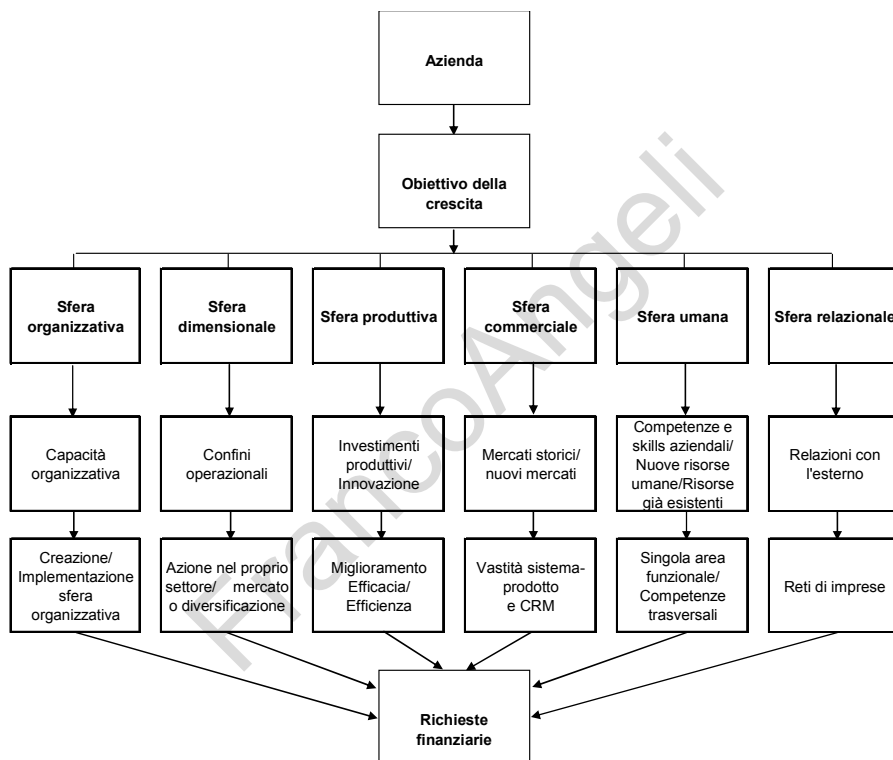 Azienda
Obiettivo della
crescita
Sfera
organizzativa
Sfera
dimensionale
Sfera produttiva
Sfera
commerciale
Sfera umana
Sfera relazionale
Capacità
organizzativa
Confini
operazionali
Investimenti
produttivi/
Innovazione
Mercati storici/
nuovi mercati
Competenze e
skills aziendali/
Nuove risorse
umane/Risorse
già esistenti
Relazioni con
l'esterno
Creazione/
Implementazione
sfera
organizzativa
Azione nel proprio
settore/ mercato
o diversificazione
Miglioramento
Efficacia/
Efficienza
Vastità sistema-
prodotto
e CRM
Singola area
funzionale/
Competenze
trasversali
Reti di imprese
Richieste
finanziarie
FrancoAngeli